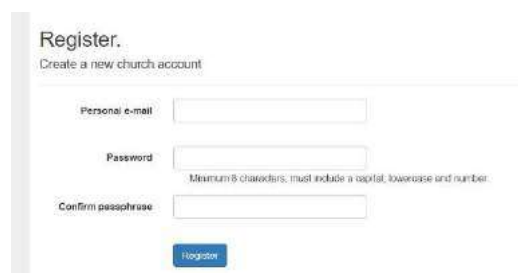 Register.
Create a new church account
Personal e-mail
Password
Minimum 8 characters, must include a capital, lowercase and number.
Confirm passphrase
Register